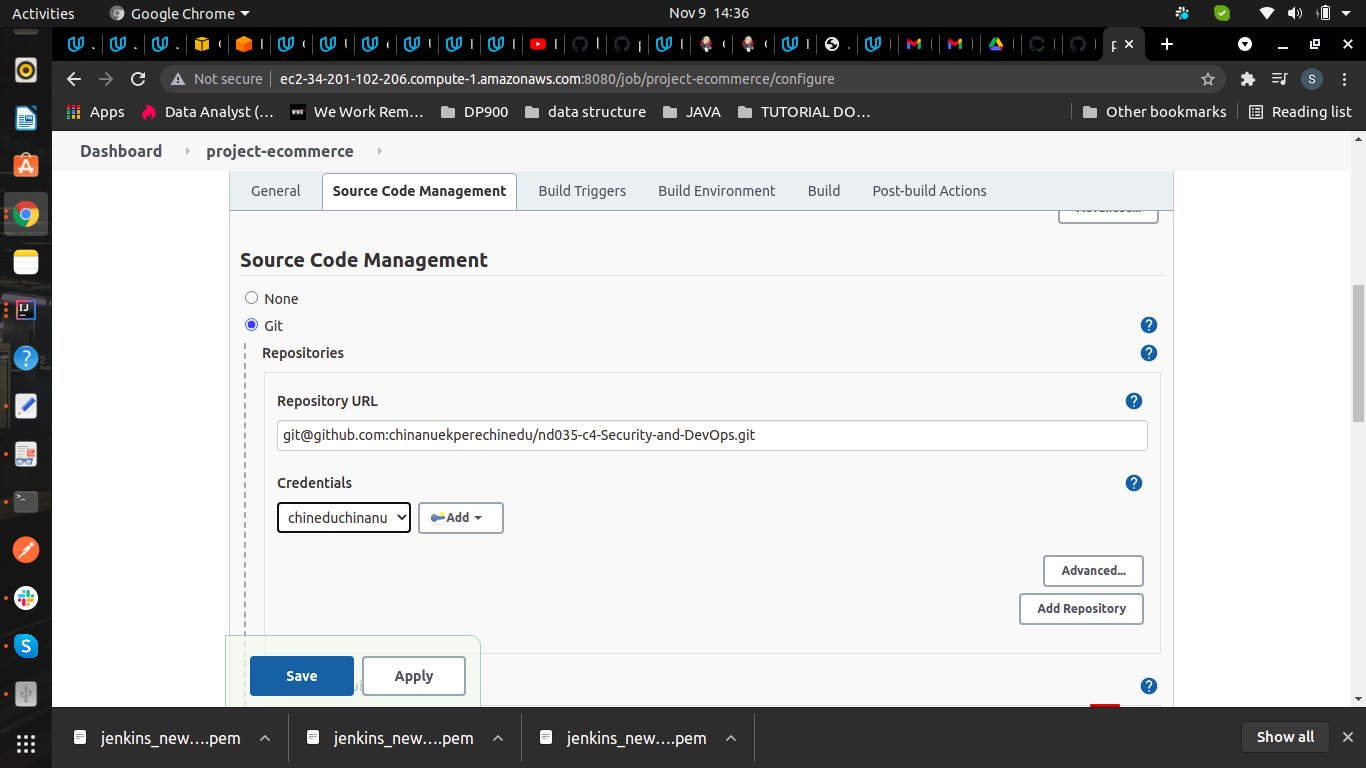 Activities Google Chrome Nov 9 14:36
Not secure ec2-34-201-102-206.compute-1.amazonaws.com:8080/job/project-ecommerce/configure S
Apps Data Analyst (... We Work Rem... DP900 data structure JAVA TUTORIAL DO... Other bookmarks Reading list
Dashboard project-ecommerce
General Source Code Management Build Triggers Build Environment Build Post-build Actions
Source Code Management
None
Git
Repositories
Repository URL
git@github.com:chinanuekperechinedu/nd035-c4-Security-and-DevOps.git
Credentials
chineduchinanu Add
Advanced...
Add Repository
Save Apply
jenkins_new....pem jenkins_new....pem jenkins_new....pem Show all